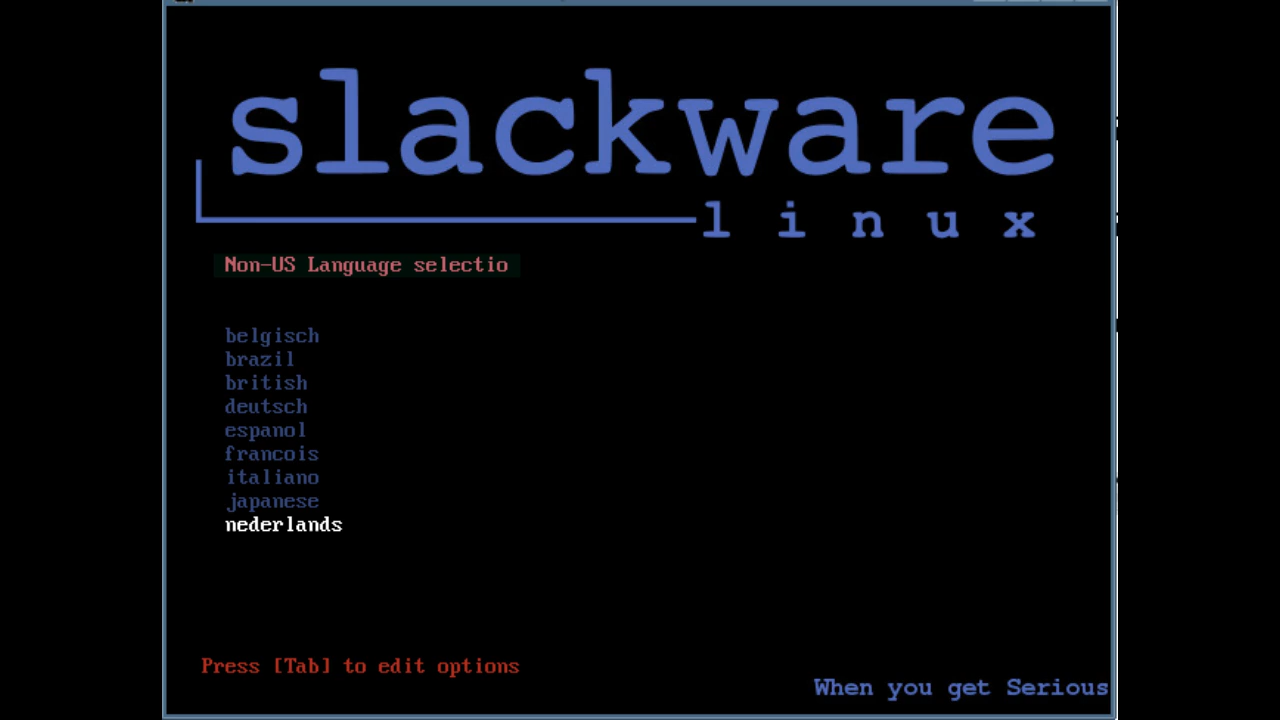 slackware
linux
Non-US Language selectio
belgisch
brazil
british
deutsch
espanol
francois
italiano
japanese
nederlands
Press [Tab] to edit options
When you get Serious